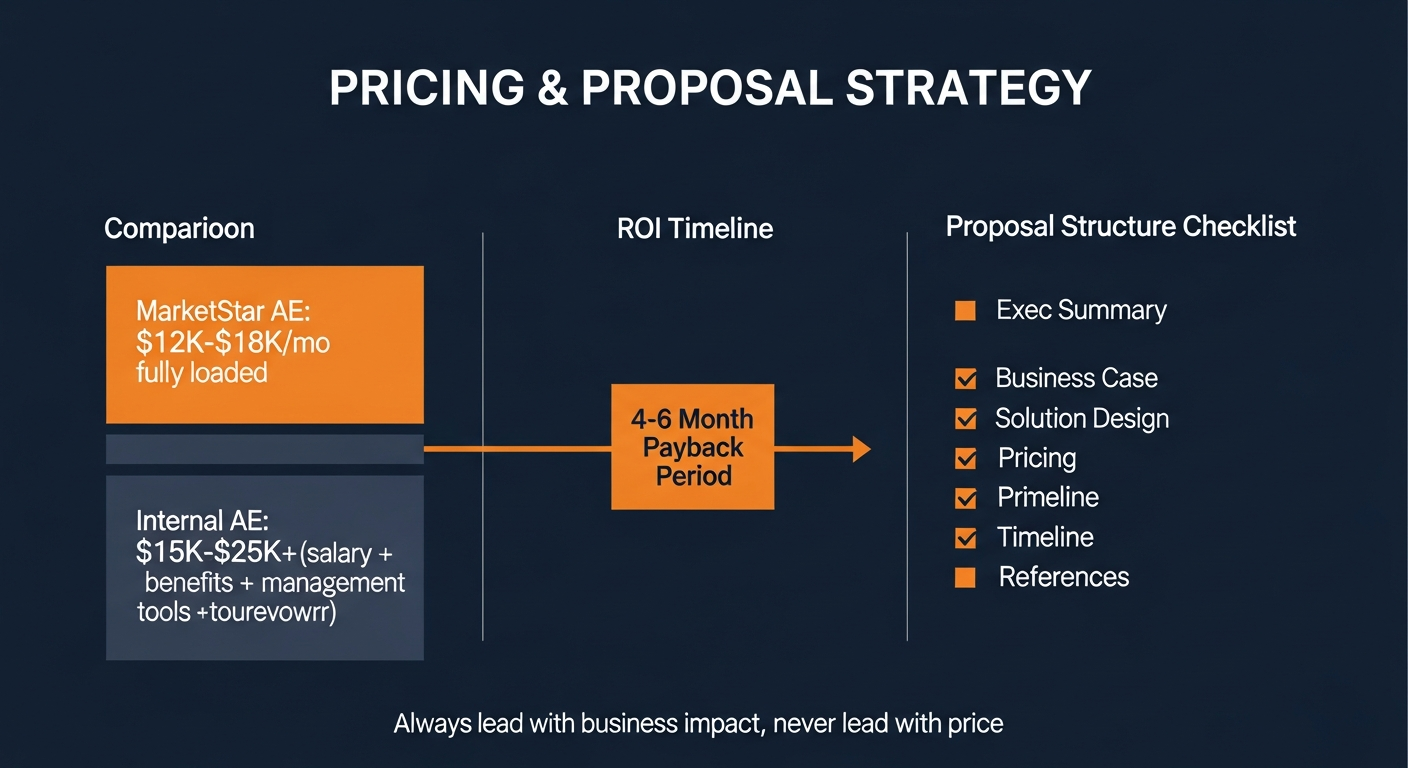 PRICING & PROPOSAL STRATEGY
Comparioon
MarketStar AE:
$12K-$18K/mo
fully loaded
Internal AE:
$15K-$25K+(salary +
benefits + management
tools +tourevowrr)
ROI Timeline
4-6 Month
Payback
Period
Proposal Structure Checklist
Exec Summary
Business Case
Solution Design
Pricing
Primeline
Timeline
References
Always lead with business impact, never lead with price